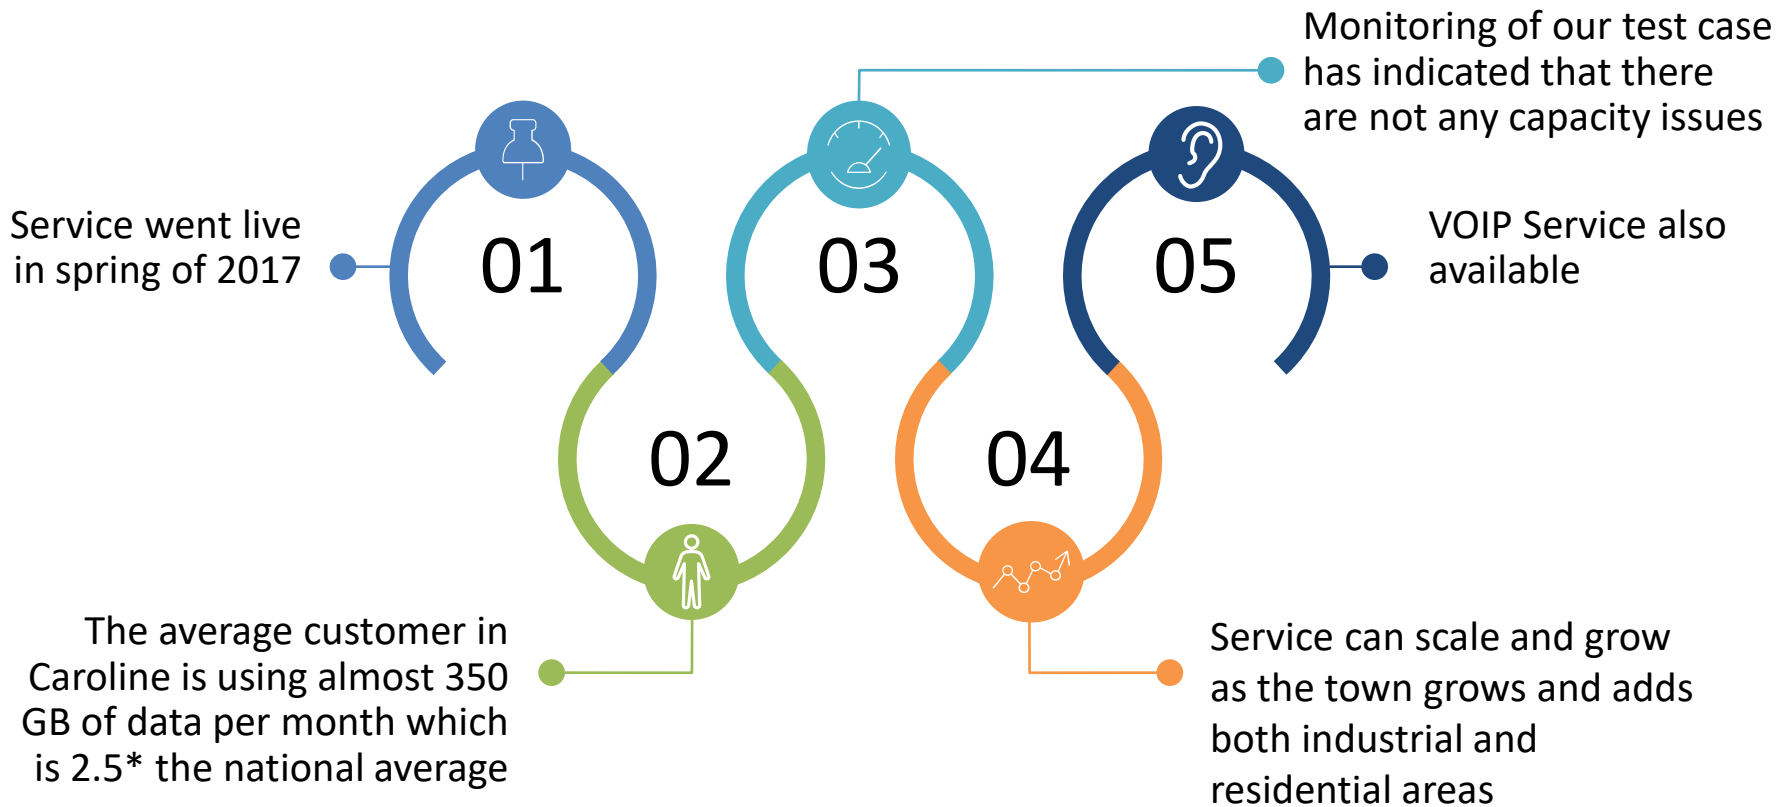 01
Service went live
in spring of 2017
02
The average customer in
Caroline is using almost 350
GB of data per month which
is 2.5* the national average
03
Monitoring of our test case
has indicated that there
are not any capacity issues
04
Service can scale and grow
as the town grows and adds
both industrial and
residential areas
05
VOIP Service also
available